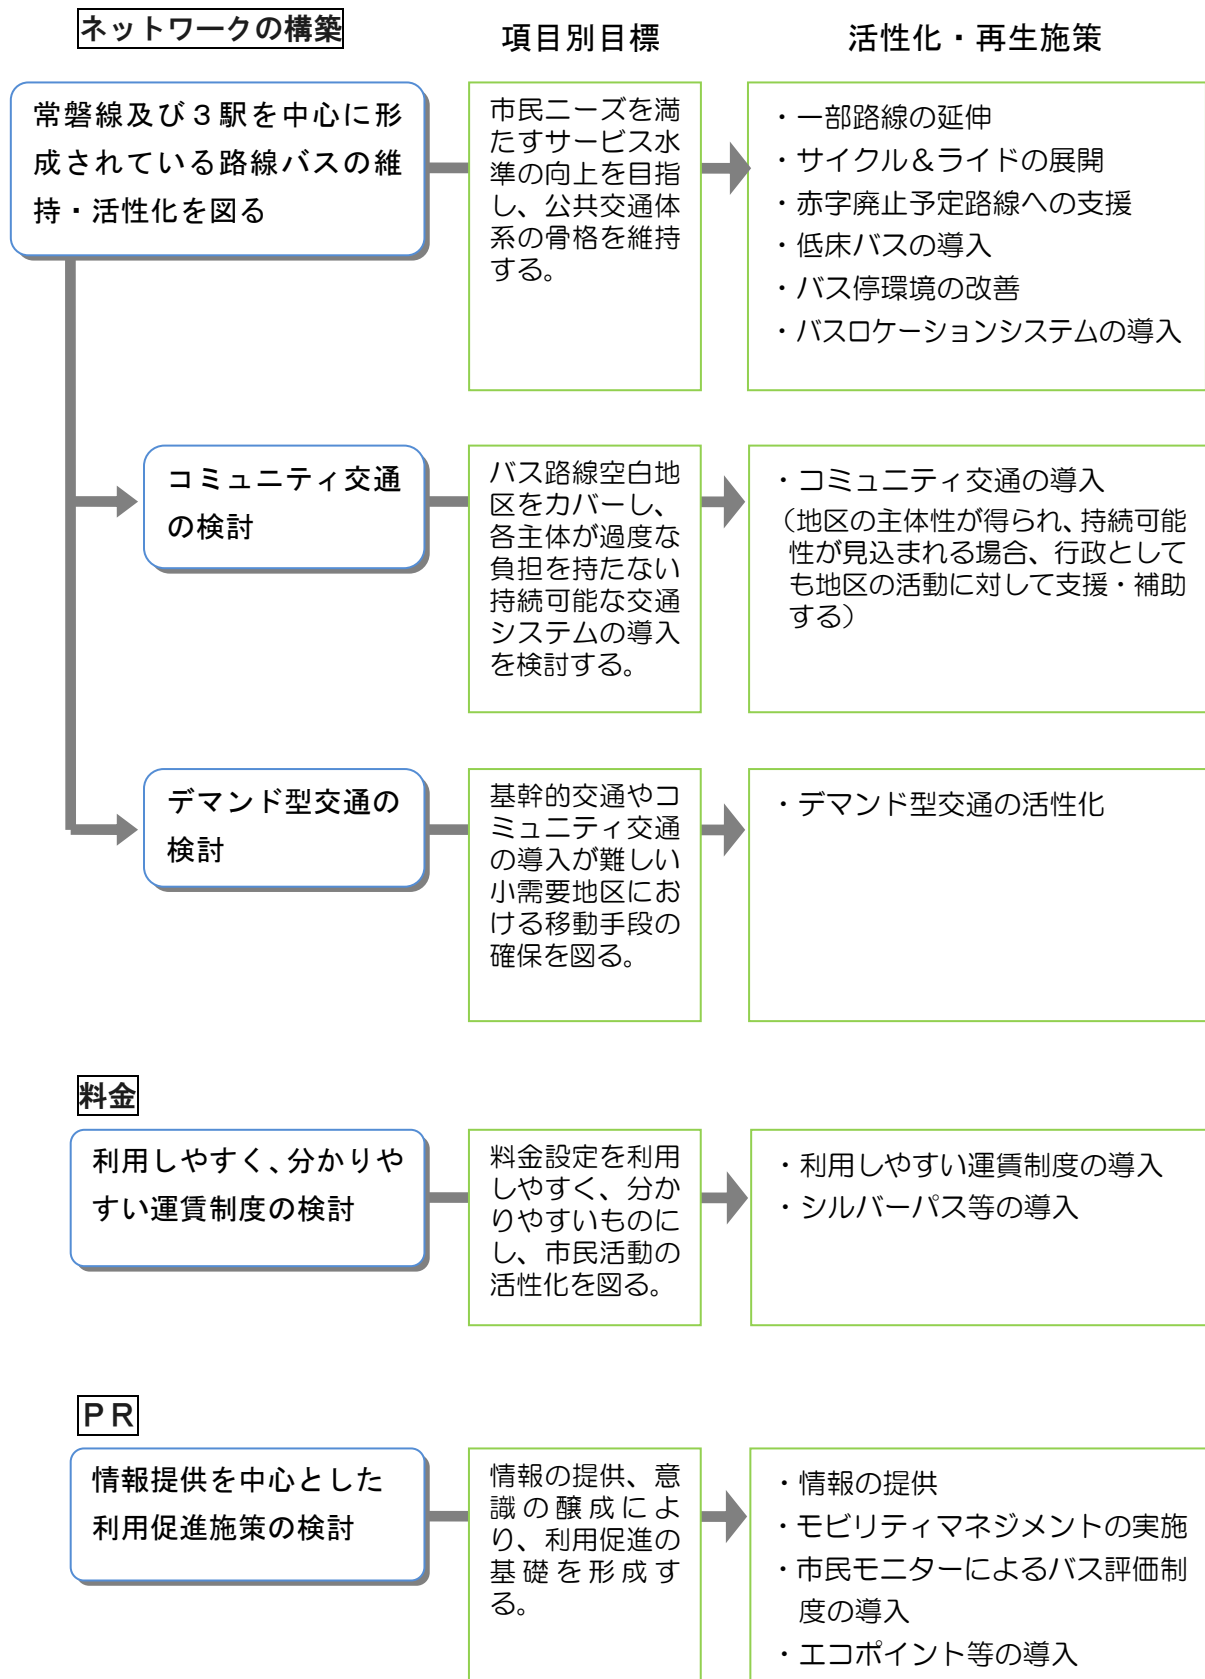 ネットワークの構築
項目別目標
活性化・再生施策
常磐線及び３駅を中心に形
成されている路線バスの維
持・活性化を図る
市民ニーズを満
たすサービス水
準の向上を目指
し、公共交通体
系の骨格を維持
する。
・一部路線の延伸
・サイクル＆ライドの展開
・赤字廃止予定路線への支援
・低床バスの導入
・バス停環境の改善
・バスロケーションシステムの導入
コミュニティ交通
の検討
バス路線空白地
区をカバーし、
各主体が過度な
負担を持たない
持続可能な交通
システムの導入
を検討する。
・コミュニティ交通の導入
（地区の主体性が得られ、持続可能
性が見込まれる場合、行政として
も地区の活動に対して支援・補助
する）
デマンド型交通の
検討
基幹的交通やコ
ミュニティ交通
の導入が難しい
小需要地区にお
ける移動手段の
確保を図る。
・デマンド型交通の活性化
料金
利用しやすく、分かりや
すい運賃制度の検討
料金設定を利用
しやすく、分か
りやすいものに
し、市民活動の
活性化を図る。
・利用しやすい運賃制度の導入
・シルバーパス等の導入
ＰＲ
情報提供を中心とした
利用促進施策の検討
情報の提供、意
識の醸成によ
り、利用促進の
基礎を形成す
る。
・情報の提供
・モビリティマネジメントの実施
・市民モニターによるバス評価制
度の導入
・エコポイント等の導入